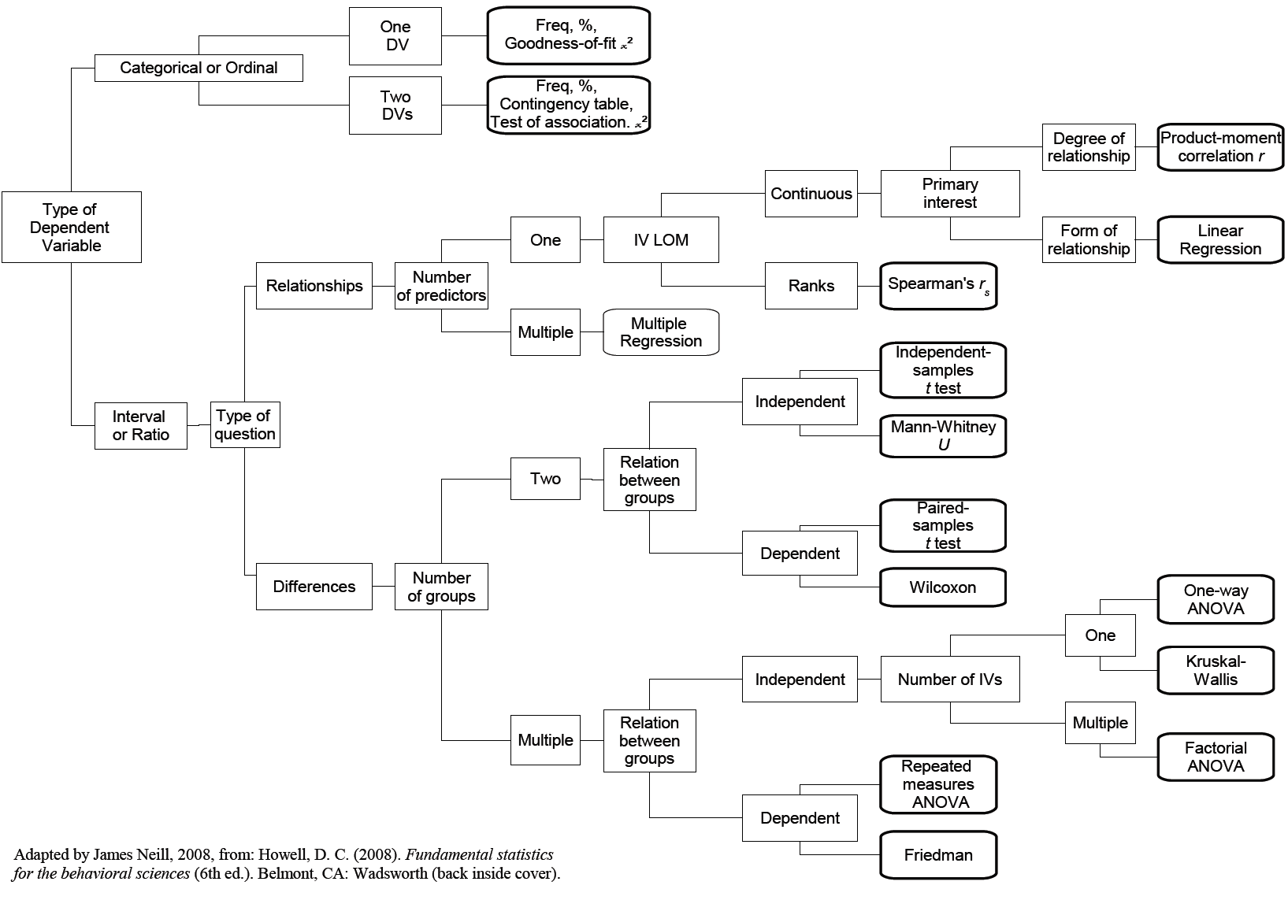 One
DV
Freq, %,
Goodness-of-fit 𝓍²
Categorical or Ordinal
Two
DVs
Freq, %,
Contingency table,
Test of association. 𝓍²
Type of
Dependent
Variable
Degree of
relationship
Product-moment
correlation r
Continuous
Primary
interest
One
IV LOM
Form of
relationship
Linear
Regression
Relationships
Number
of predictors
Ranks
Spearman's rs
Multiple
Multiple
Regression
Interval
or Ratio
Type of
question
Independent
Independent-
samples
t test
Mann-Whitney
U
Two
Relation
between
groups
Dependent
Paired-
samples
t test
Wilcoxon
Differences
Number
of groups
Independent
Number of IVs
One
One-way
ANOVA
Kruskal-
Wallis
Multiple
Factorial
ANOVA
Multiple
Relation
between
groups
Dependent
Repeated
measures
ANOVA
Friedman
Adapted by James Neill, 2008, from: Howell, D. C. (2008). Fundamental statistics
for the behavioral sciences (6th ed.). Belmont, CA: Wadsworth (back inside cover).